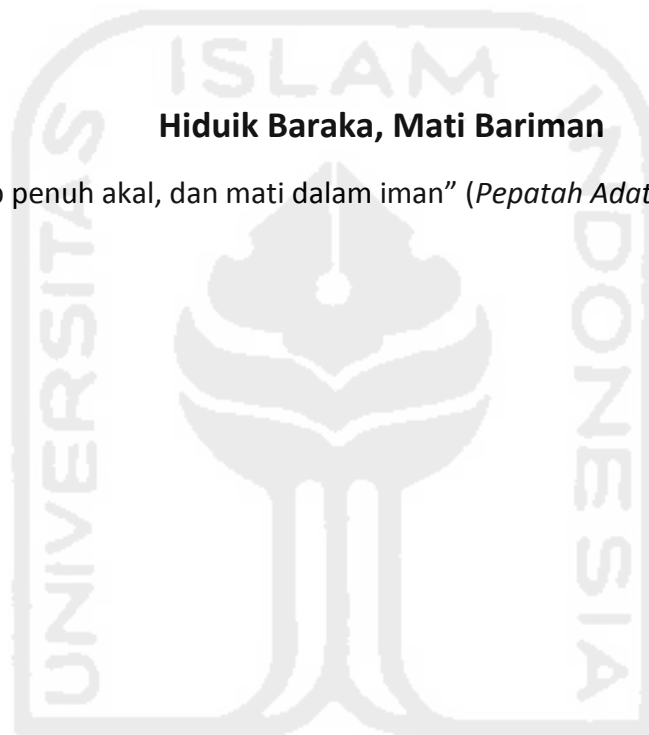 ISLAM
UNIVERSITAS
INDONESIA
Hiduik Baraka, Mati Bariman
penuh akal, dan mati dalam iman” (Pepatah Adat